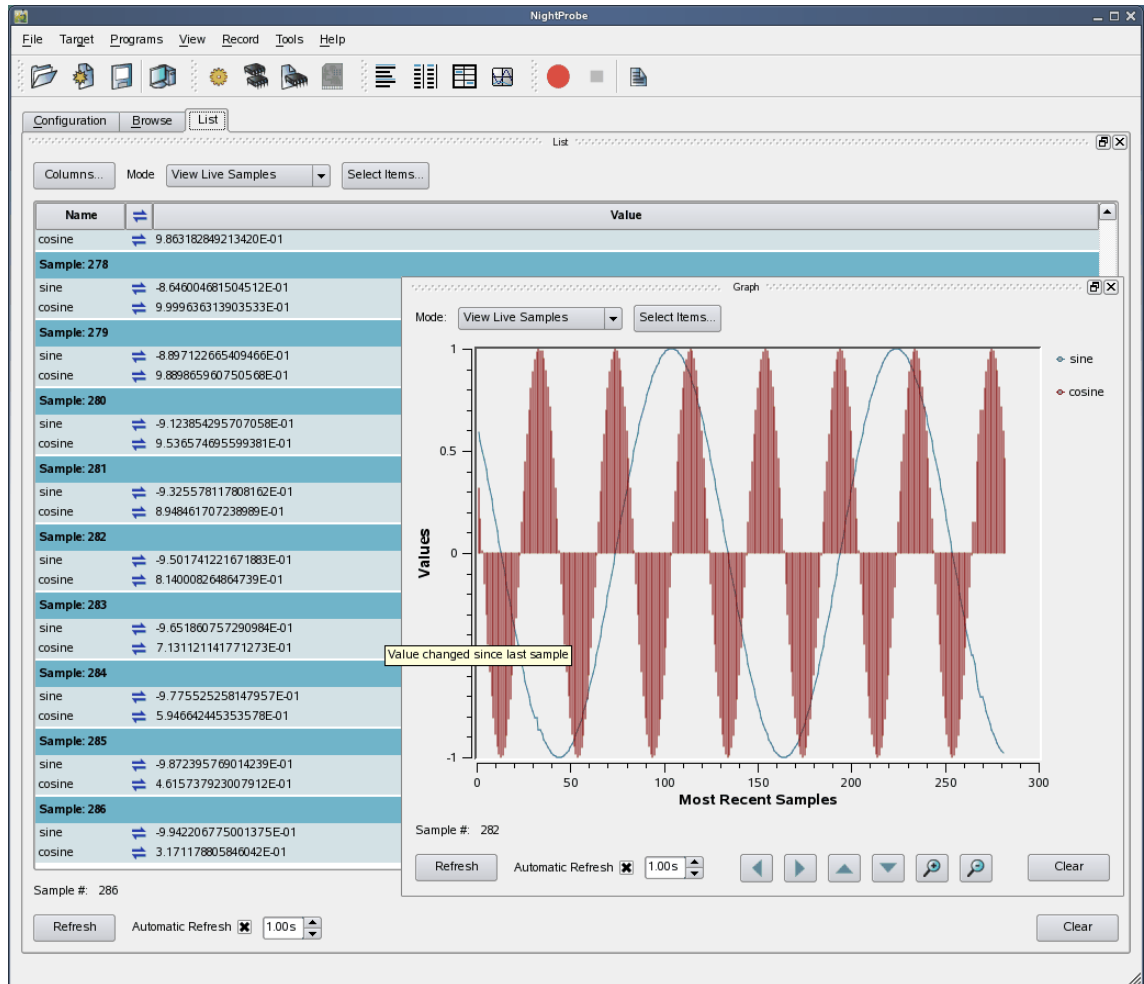 NightProbe
File Target Programs View Record Tools Help
Configuration Browse List
List
Columns... Mode View Live Samples Select Items...
Name Value
cosine 9.863182849213420E-01
Sample: 278
sine -8.646004681504512E-01
cosine 9.999636313903533E-01
Sample: 279
sine -8.897122665409466E-01
cosine 9.889865960750568E-01
Sample: 280
sine -9.123854295707058E-01
cosine 9.536574695599381E-01
Sample: 281
sine -9.325578117808162E-01
cosine 8.948461707238989E-01
Sample: 282
sine -9.501741221671883E-01
cosine 8.140008264864739E-01
Sample: 283
sine -9.651860757290984E-01
cosine 7.131121141771273E-01
Value changed since last sample
Sample: 284
sine -9.775525258147957E-01
cosine 5.946642445353578E-01
Sample: 285
sine -9.872395769014239E-01
cosine 4.615737923007912E-01
Sample: 286
sine -9.942206775001375E-01
cosine 3.171178805846042E-01
Sample #: 286
Refresh Automatic Refresh 1.00s Clear
Graph
Mode: View Live Samples Select Items...
sine
cosine
Values
1
0.5
0
-1
0 50 100 150 200 250 300
Most Recent Samples
Sample #: 282
Refresh Automatic Refresh 1.00s Clear